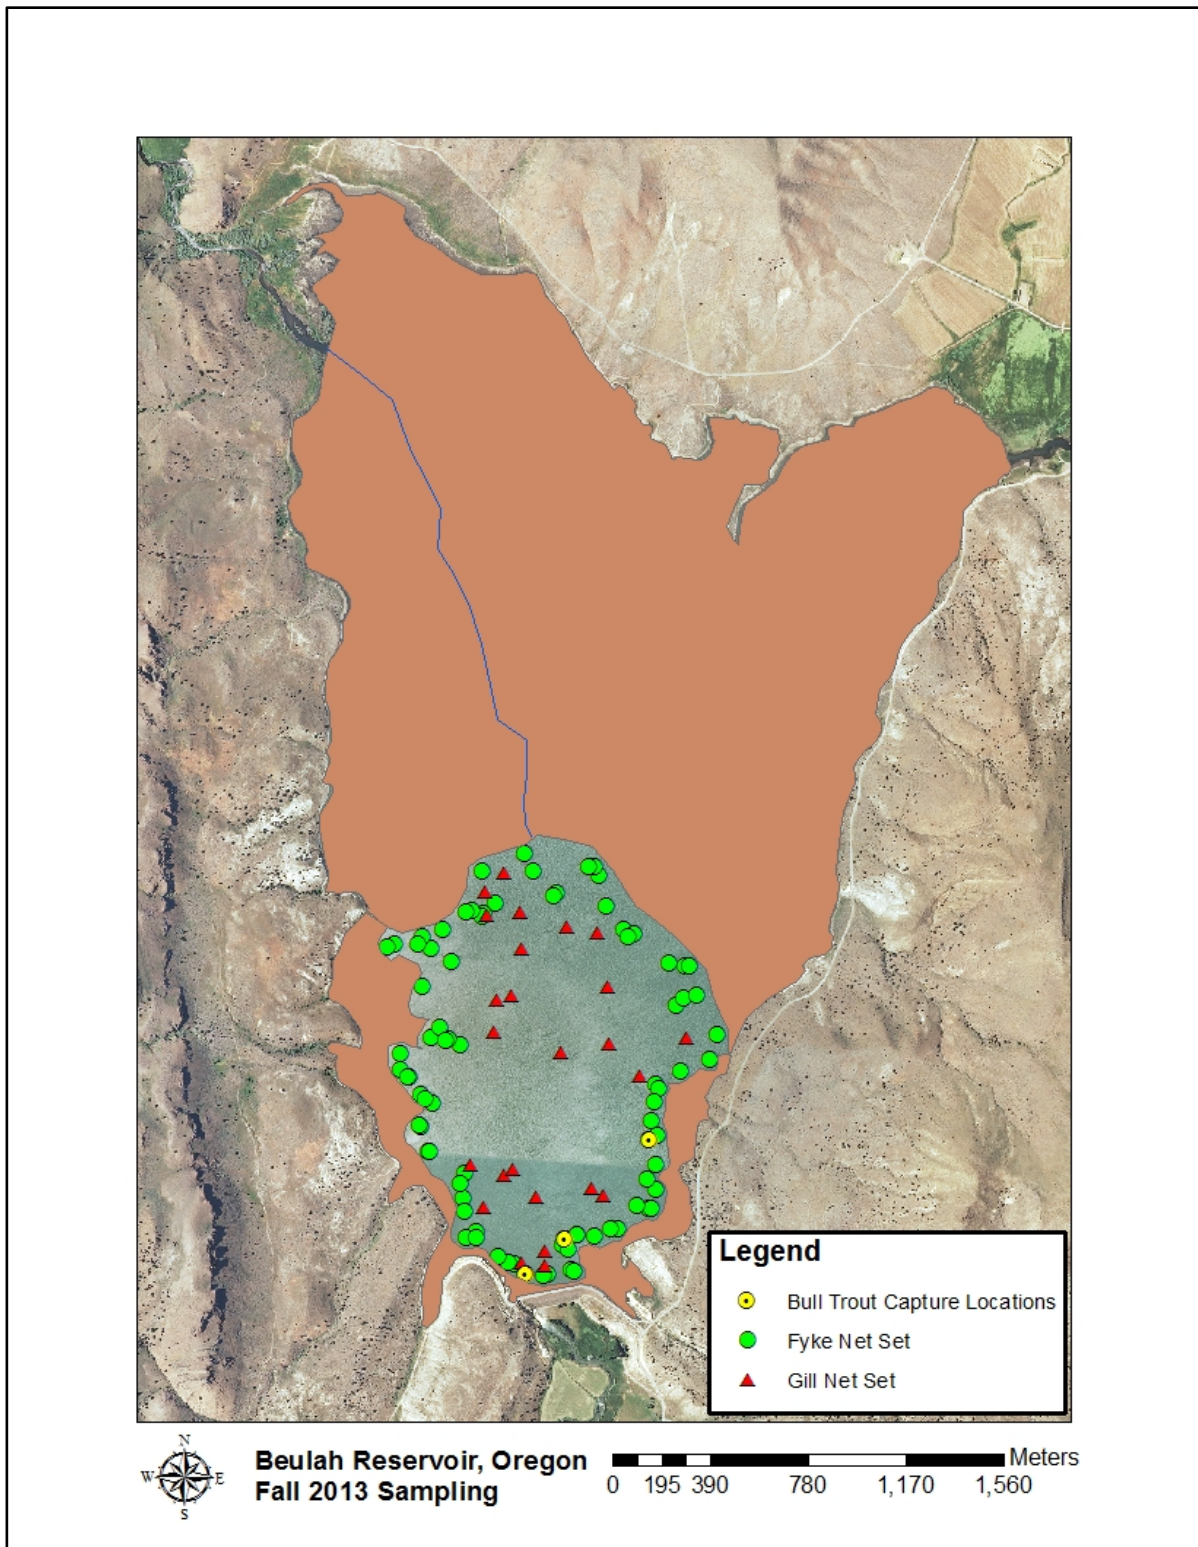 Legend
Bull Trout Capture Locations
Fyke Net Set
Gill Net Set
N
W E
S
Beulah Reservoir, Oregon
Fall 2013 Sampling
Meters
0 195 390 780 1,170 1,560